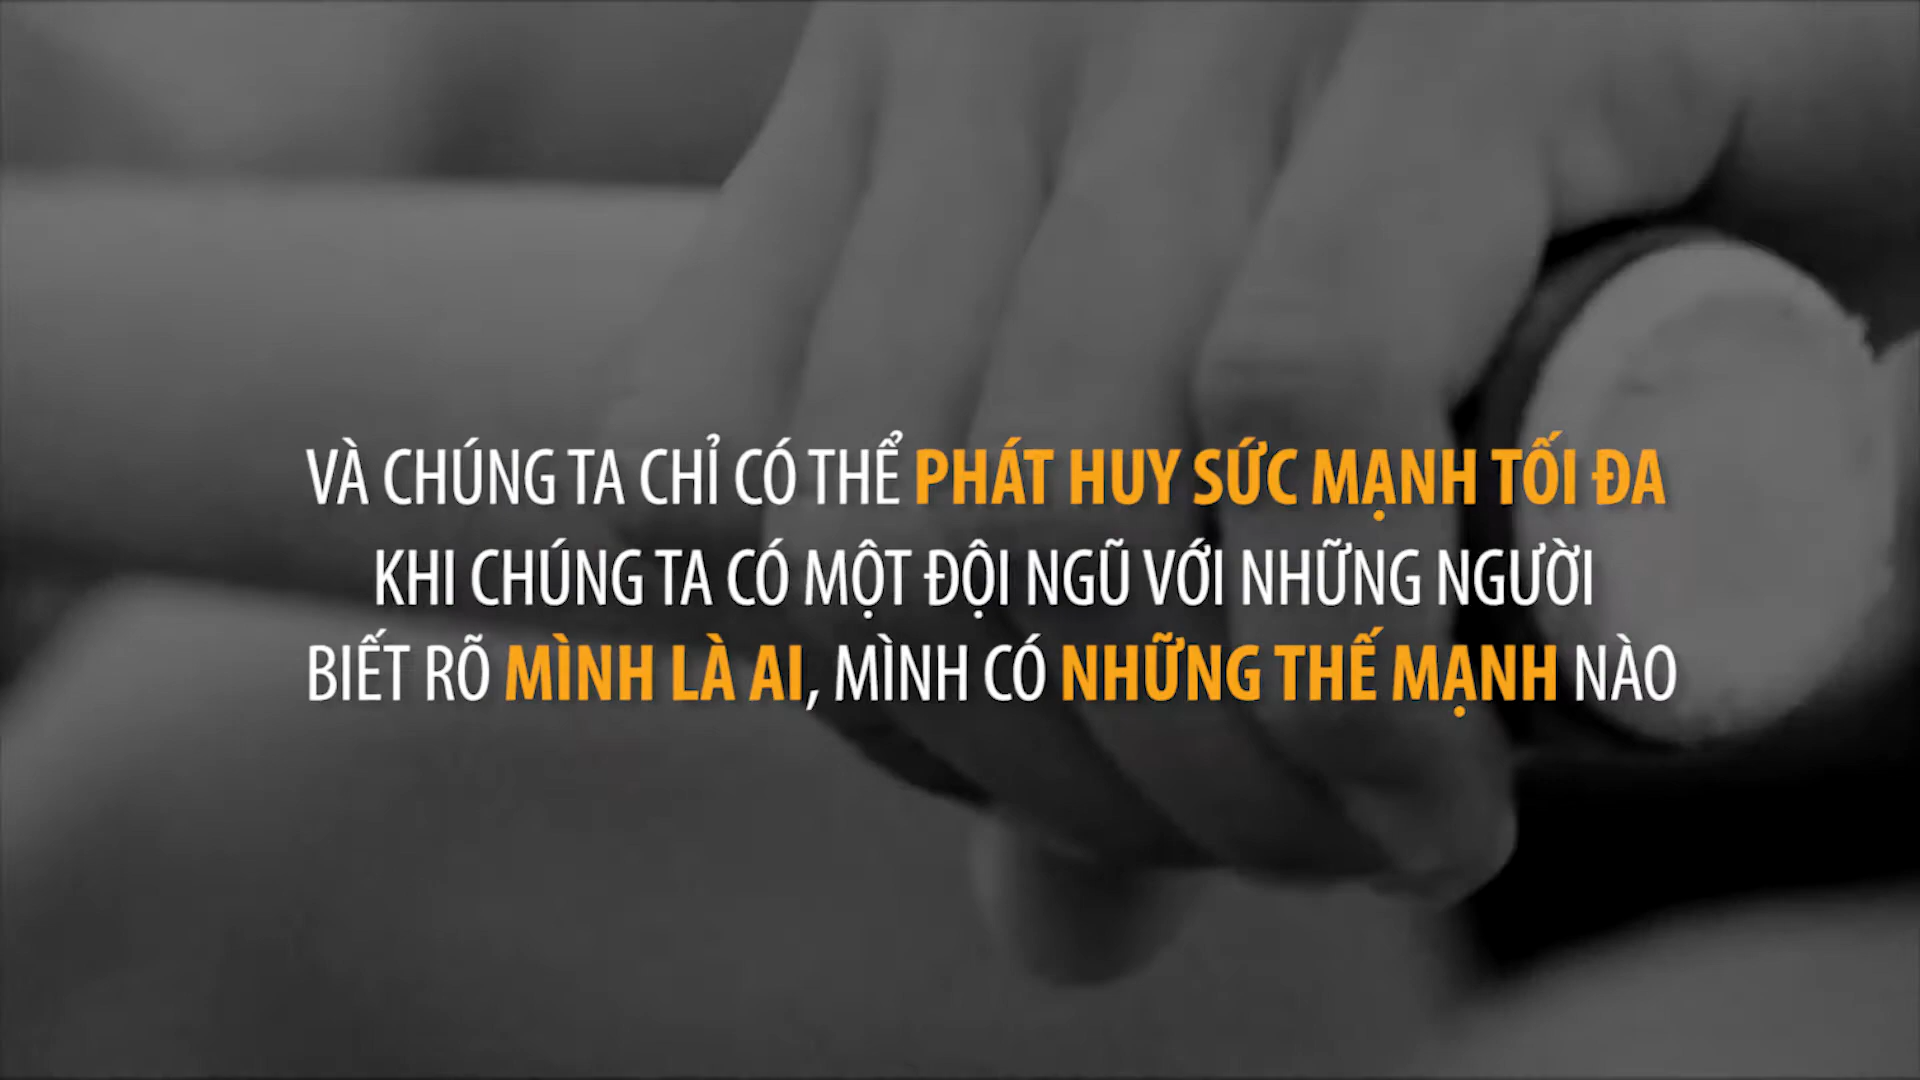 VÀ CHÚNG TA CHỈ CÓ THỂ PHÁT HUY SỨC MẠNH TỐI ĐA
KHI CHÚNG TA CÓ MỘT ĐỘI NGŨ VỚI NHỮNG NGƯỜI
BIẾT RÕ MÌNH LÀ AI, MÌNH CÓ NHỮNG THẾ MẠNH NÀO